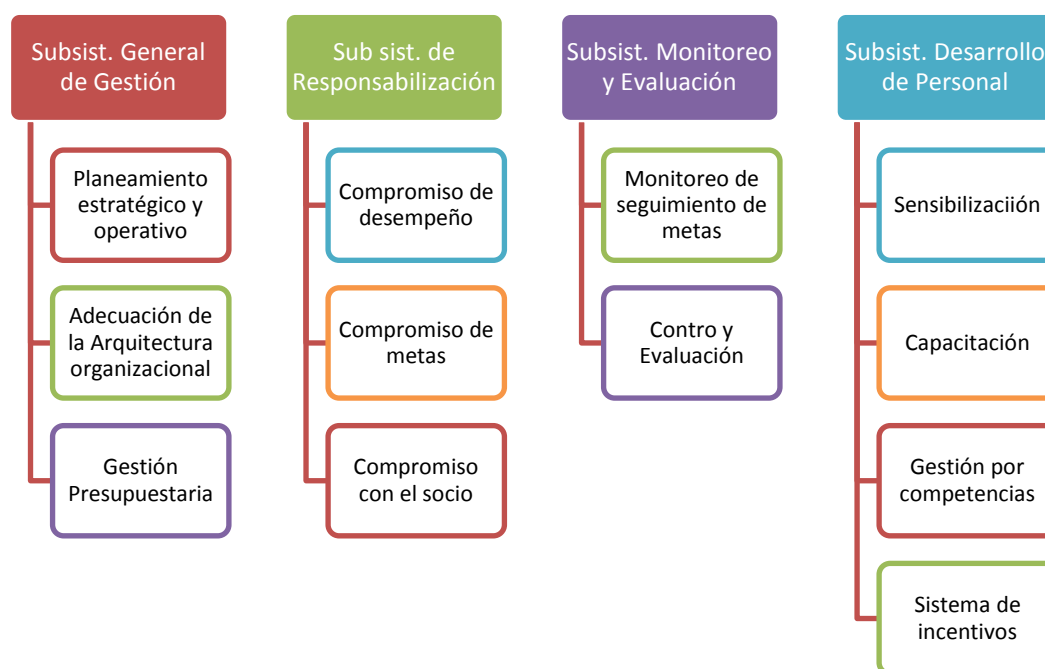 Subsist. General
de Gestión
Planeamiento
estratégico y
operativo
Adecuación de
la Arquitectura
organizacional
Gestión
Presupuestaria
Sub sist. de
Responsabilización
Compromiso de
desempeño
Compromiso de
metas
Compromiso
con el socio
Subsist. Monitoreo
y Evaluación
Monitoreo de
seguimiento de
metas
Contro y
Evaluación
Subsist. Desarrollo
de Personal
Sensibilizaciión
Capacitación
Gestión por
competencias
Sistema de
incentivos